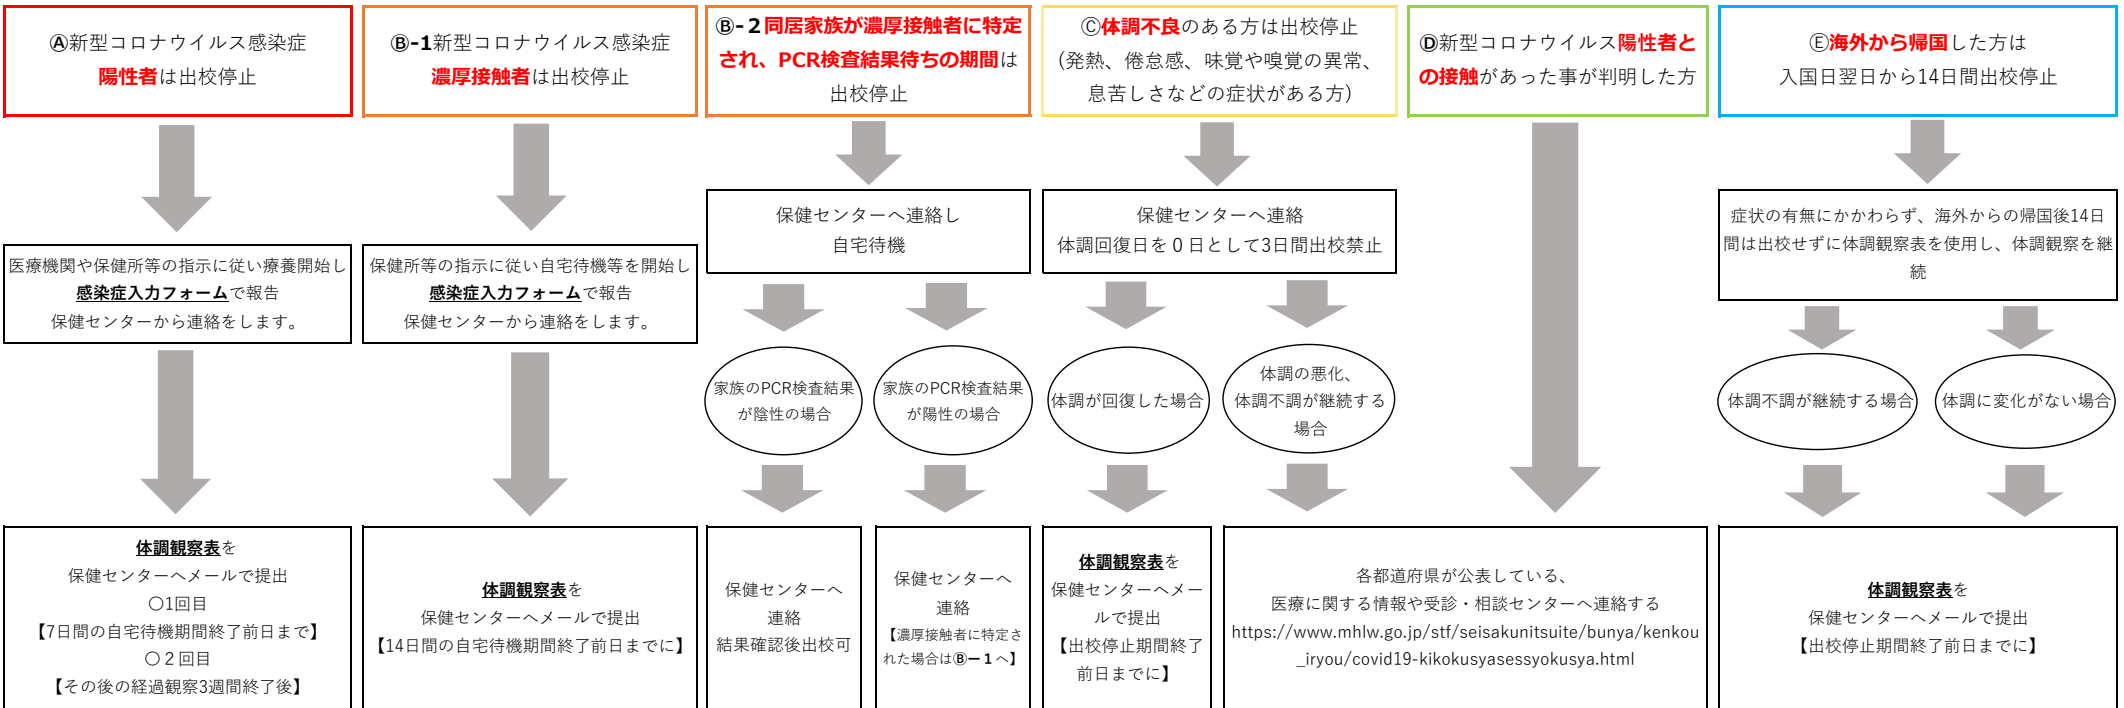 Ⓐ新型コロナウイルス感染症
陽性者は出校停止
Ⓑ-1新型コロナウイルス感染症
濃厚接触者は出校停止
Ⓑ-２同居家族が濃厚接触者に特定
され、PCR検査結果待ちの期間は
出校停止
Ⓒ体調不良のある方は出校停止
(発熱、倦怠感、味覚や嗅覚の異常、
息苦しさなどの症状がある方)
Ⓓ新型コロナウイルス陽性者と
の接触があった事が判明した方
Ⓔ海外から帰国した方は
入国日翌日から14日間出校停止
医療機関や保健所等の指示に従い療養開始し
感染症入力フォームで報告
保健センターから連絡をします。
保健所等の指示に従い自宅待機等を開始し
感染症入力フォームで報告
保健センターから連絡をします。
保健センターへ連絡し
自宅待機
保健センターへ連絡
体調回復日を０日として3日間出校禁止
症状の有無にかかわらず、海外からの帰国後14日
間は出校せずに体調観察表を使用し、体調観察を継
続
家族のPCR検査結果
が陰性の場合
家族のPCR検査結果
が陽性の場合
体調が回復した場合
体調の悪化、
体調不調が継続する
場合
体調不調が継続する場合
体調に変化がない場合
体調観察表を
保健センターへメールで提出
〇1回目
【7日間の自宅待機期間終了前日まで】
〇２回目
【その後の経過観察3週間終了後】
体調観察表を
保健センターへメールで提出
【14日間の自宅待機期間終了前日までに】
保健センターへ
連絡
結果確認後出校可
保健センターへ
連絡
【濃厚接触者に特定さ
れた場合はⒷー１へ】
体調観察表を
保健センターへメー
ルで提出
【出校停止期間終了
前日までに】
各都道府県が公表している、
医療に関する情報や受診・相談センターへ連絡する
https://www.mhlw.go.jp/stf/seisakunitsuite/bunya/kenkou
_iryou/covid19-kikokusyasessyokusya.html
体調観察表を
保健センターへメールで提出
【出校停止期間終了前日までに】